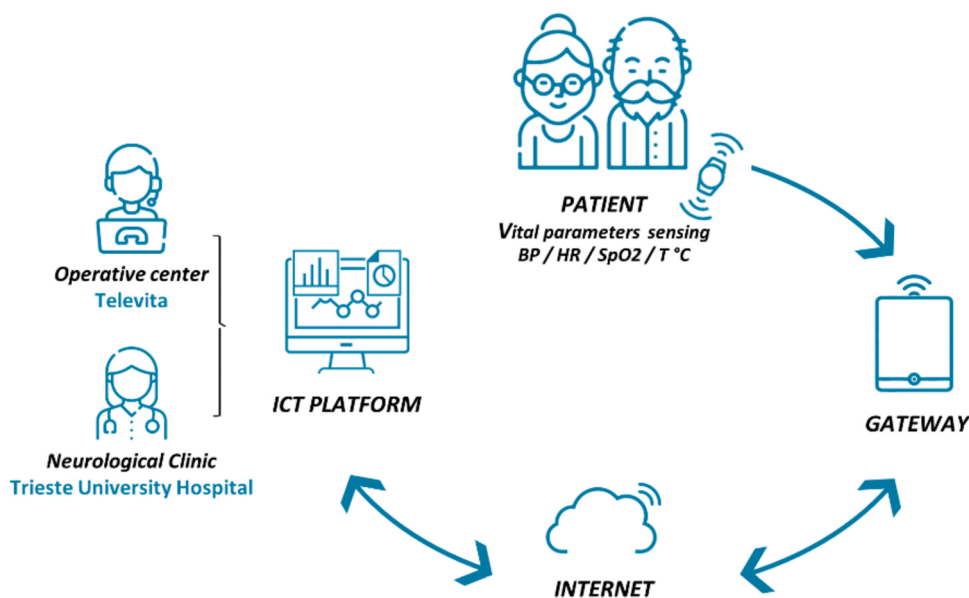 PATIENT
Vital parameters sensing
BP / HR / SpO2 / T °C
Operative center
Televita
ICT PLATFORM
GATEWAY
Neurological Clinic
Trieste University Hospital
INTERNET